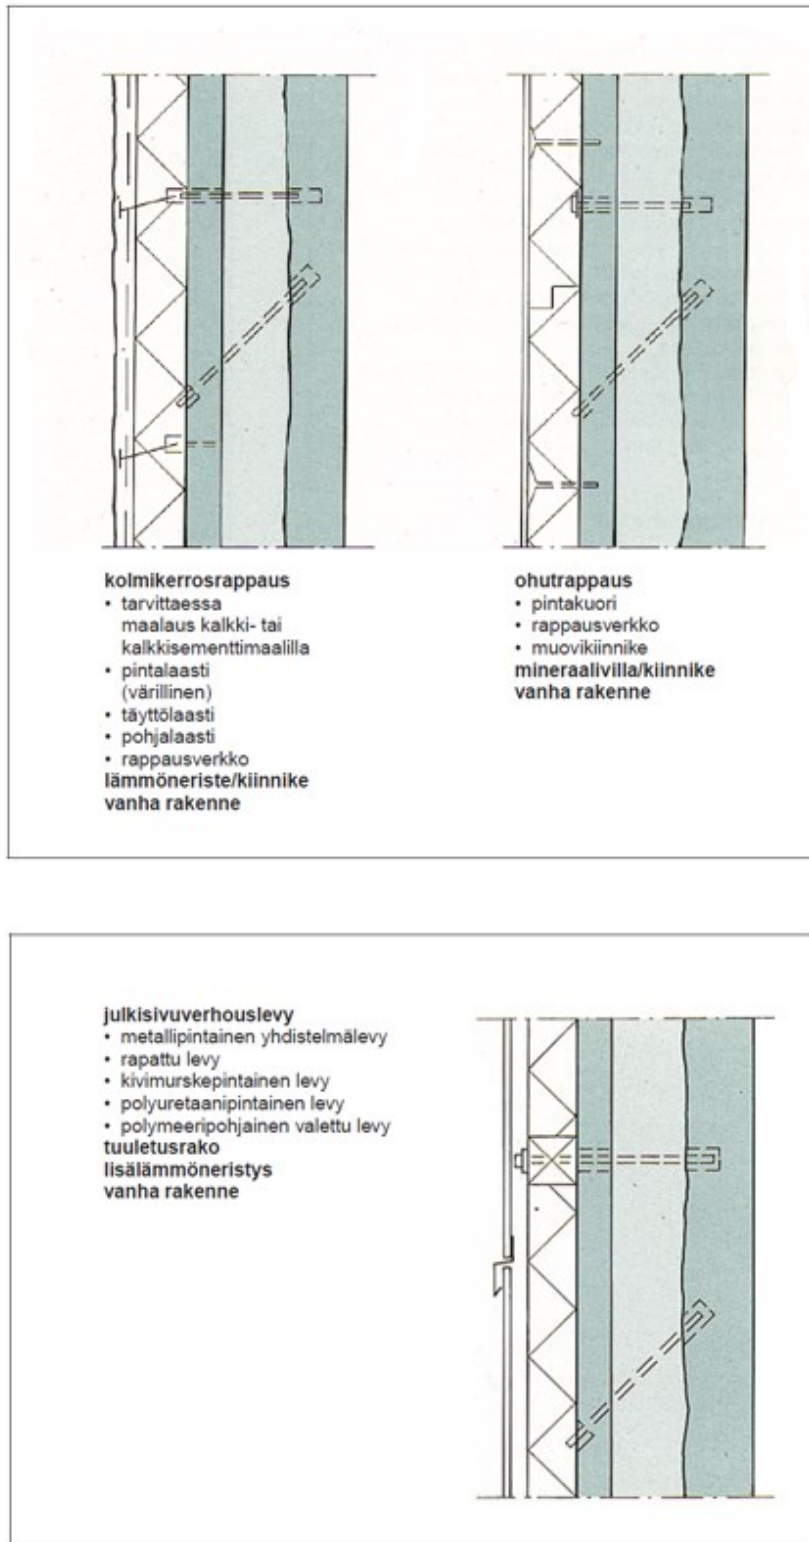 kolmikerrosrappaus
• tarvittaessa
maalaus kalkki- tai
kalkkisementtimaalilla
• pintalaasti
(värillinen)
• täyttölaasti
• pohjalaasti
• rappausverkko
lämmöneriste/kiinnike
vanha rakenne
ohutrappaus
• pintakuori
• rappausverkko
• muovikiinnike
mineraalivilla/kiinnike
vanha rakenne
julkisivuverhouslevy
• metallipintainen yhdistelmälevy
• rapattu levy
• kivimurskepintainen levy
• polyuretaanipintainen levy
• polymeeripohjainen valettu levy
tuuletusrako
lisälämmöneristys
vanha rakenne